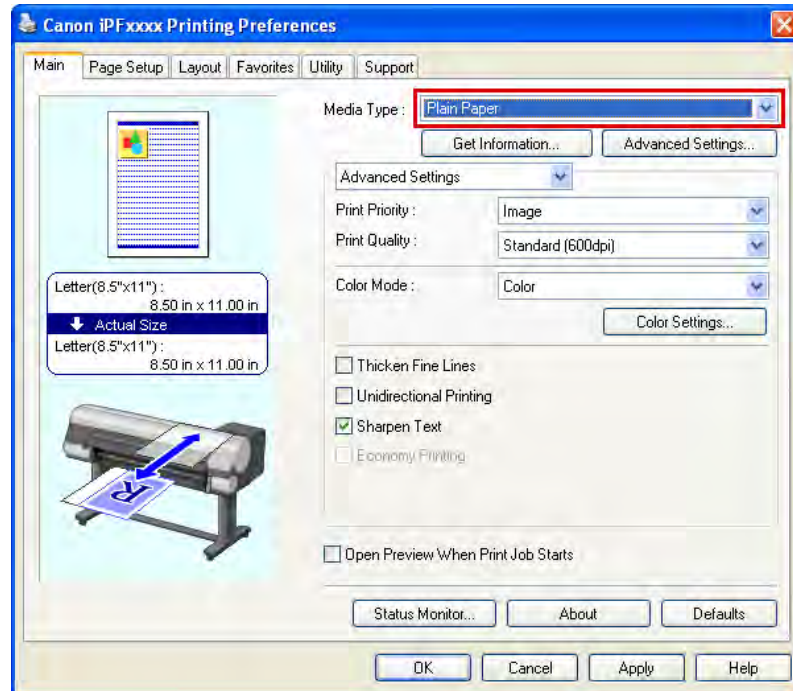 Canon iPFxxxx Printing Preferences
Main Page Setup Layout Favorites Utility Support
Media Type : Plain Paper
Get Information... Advanced Settings...
Advanced Settings
Print Priority : Image
Print Quality : Standard (600dpi)
Color Mode : Color
Color Settings...
Letter(8.5"x11") :
8.50 in x 11.00 in
Actual Size
Letter(8.5"x11") :
8.50 in x 11.00 in
Thicken Fine Lines
Unidirectional Printing
Sharpen Text
Economy Printing
R
Open Preview When Print Job Starts
Status Monitor... About Defaults
OK Cancel Apply Help